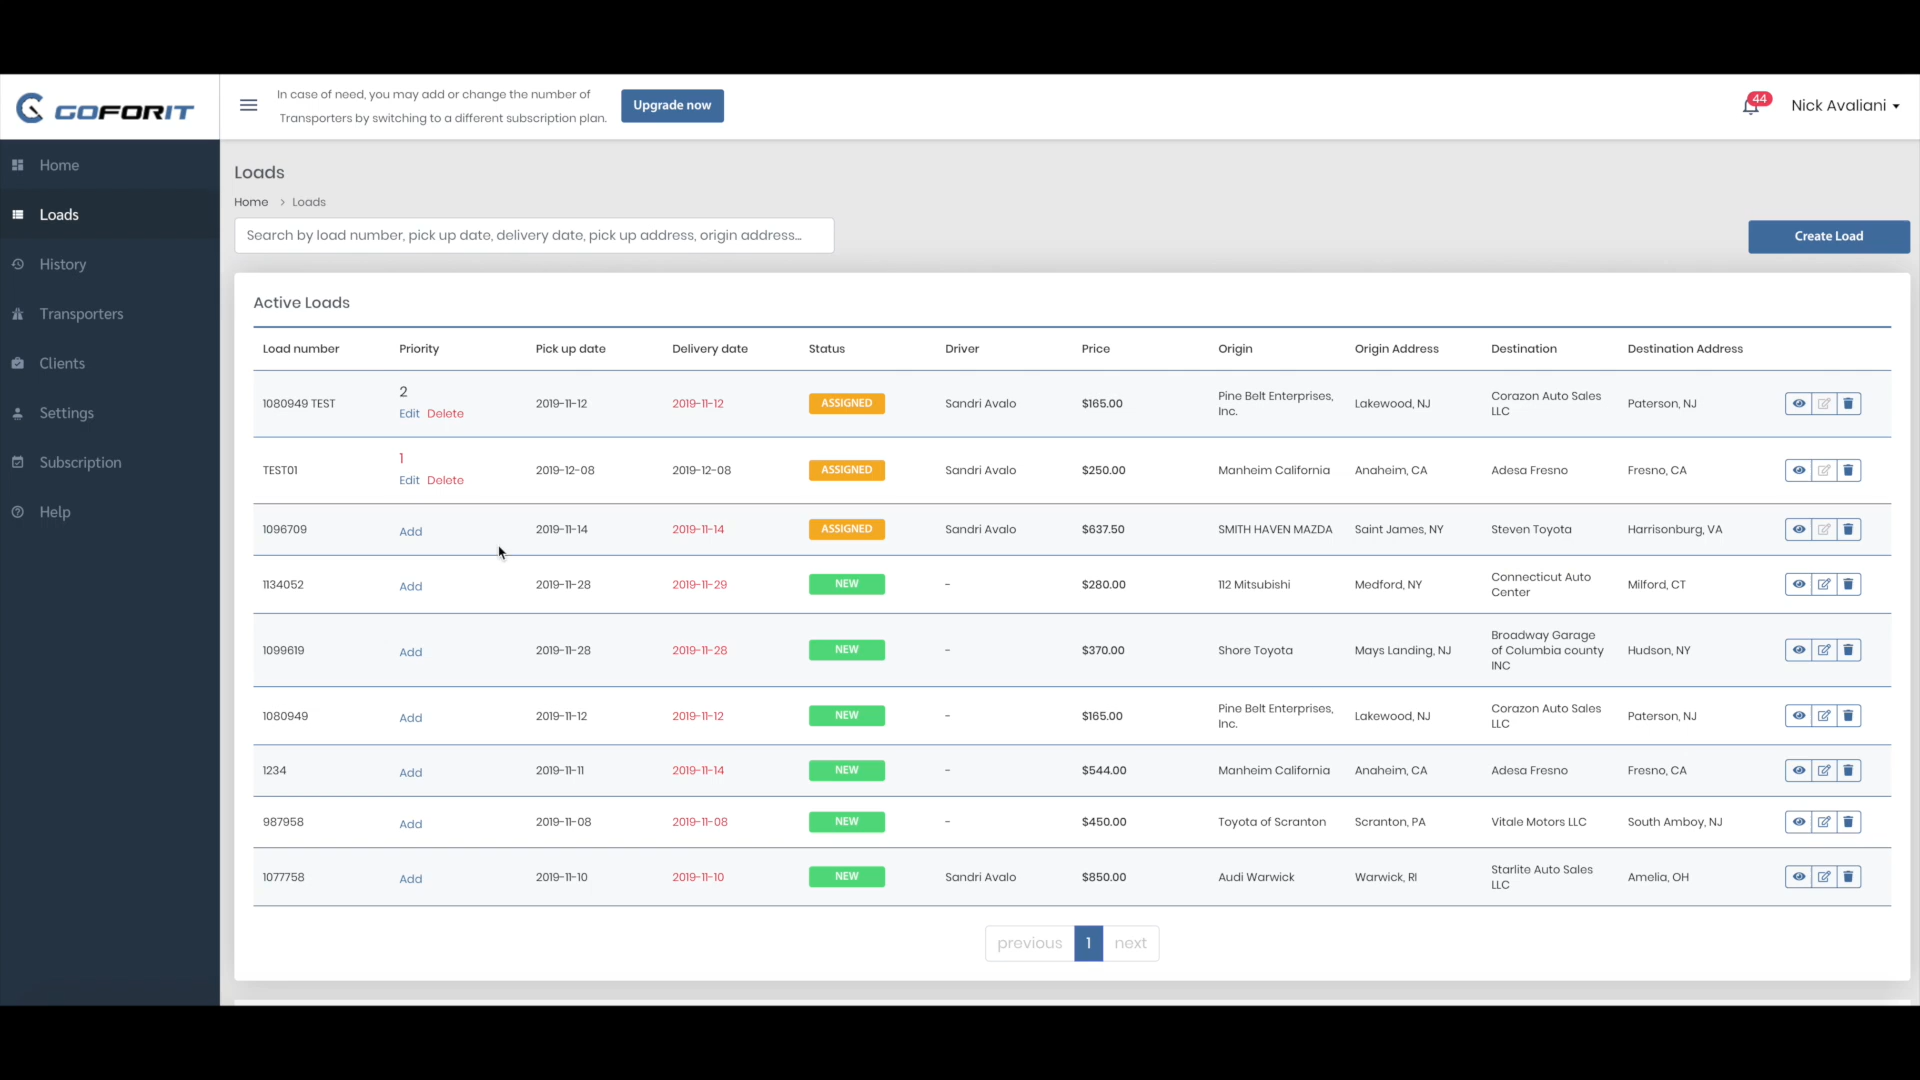 GOFORIT
In case of need, you may add or change the number of
Transporters by switching to a different subscription plan.
Upgrade now
44
Nick Avaliani
Home
Loads
History
Transporters
Clients
Settings
Subscription
Help
Loads
Home > Loads
Search by load number, pick up date, delivery date, pick up address, origin address...
Create Load
Active Loads
Load number Priority Pick up date Delivery date Status Driver Price Origin Origin Address Destination Destination Address
1080949 TEST 2 Edit Delete 2019-11-12 2019-11-12 ASSIGNED Sandri Avalo $165.00 Pine Belt Enterprises, Inc. Lakewood, NJ Corazon Auto Sales LLC Paterson, NJ
TEST01 1 Edit Delete 2019-12-08 2019-12-08 ASSIGNED Sandri Avalo $250.00 Manheim California Anaheim, CA Adesa Fresno Fresno, CA
1096709 Add 2019-11-14 2019-11-14 ASSIGNED Sandri Avalo $637.50 SMITH HAVEN MAZDA Saint James, NY Steven Toyota Harrisonburg, VA
1134052 Add 2019-11-28 2019-11-29 NEW - $280.00 112 Mitsubishi Medford, NY Connecticut Auto Center Milford, CT
1099619 Add 2019-11-28 2019-11-28 NEW - $370.00 Shore Toyota Mays Landing, NJ Broadway Garage of Columbia county INC Hudson, NY
1080949 Add 2019-11-12 2019-11-12 NEW - $165.00 Pine Belt Enterprises, Inc. Lakewood, NJ Corazon Auto Sales LLC Paterson, NJ
1234 Add 2019-11-11 2019-11-14 NEW - $544.00 Manheim California Anaheim, CA Adesa Fresno Fresno, CA
987958 Add 2019-11-08 2019-11-08 NEW - $450.00 Toyota of Scranton Scranton, PA Vitale Motors LLC South Amboy, NJ
1077758 Add 2019-11-10 2019-11-10 NEW Sandri Avalo $850.00 Audi Warwick Warwick, RI Starlite Auto Sales LLC Amelia, OH
previous 1 next